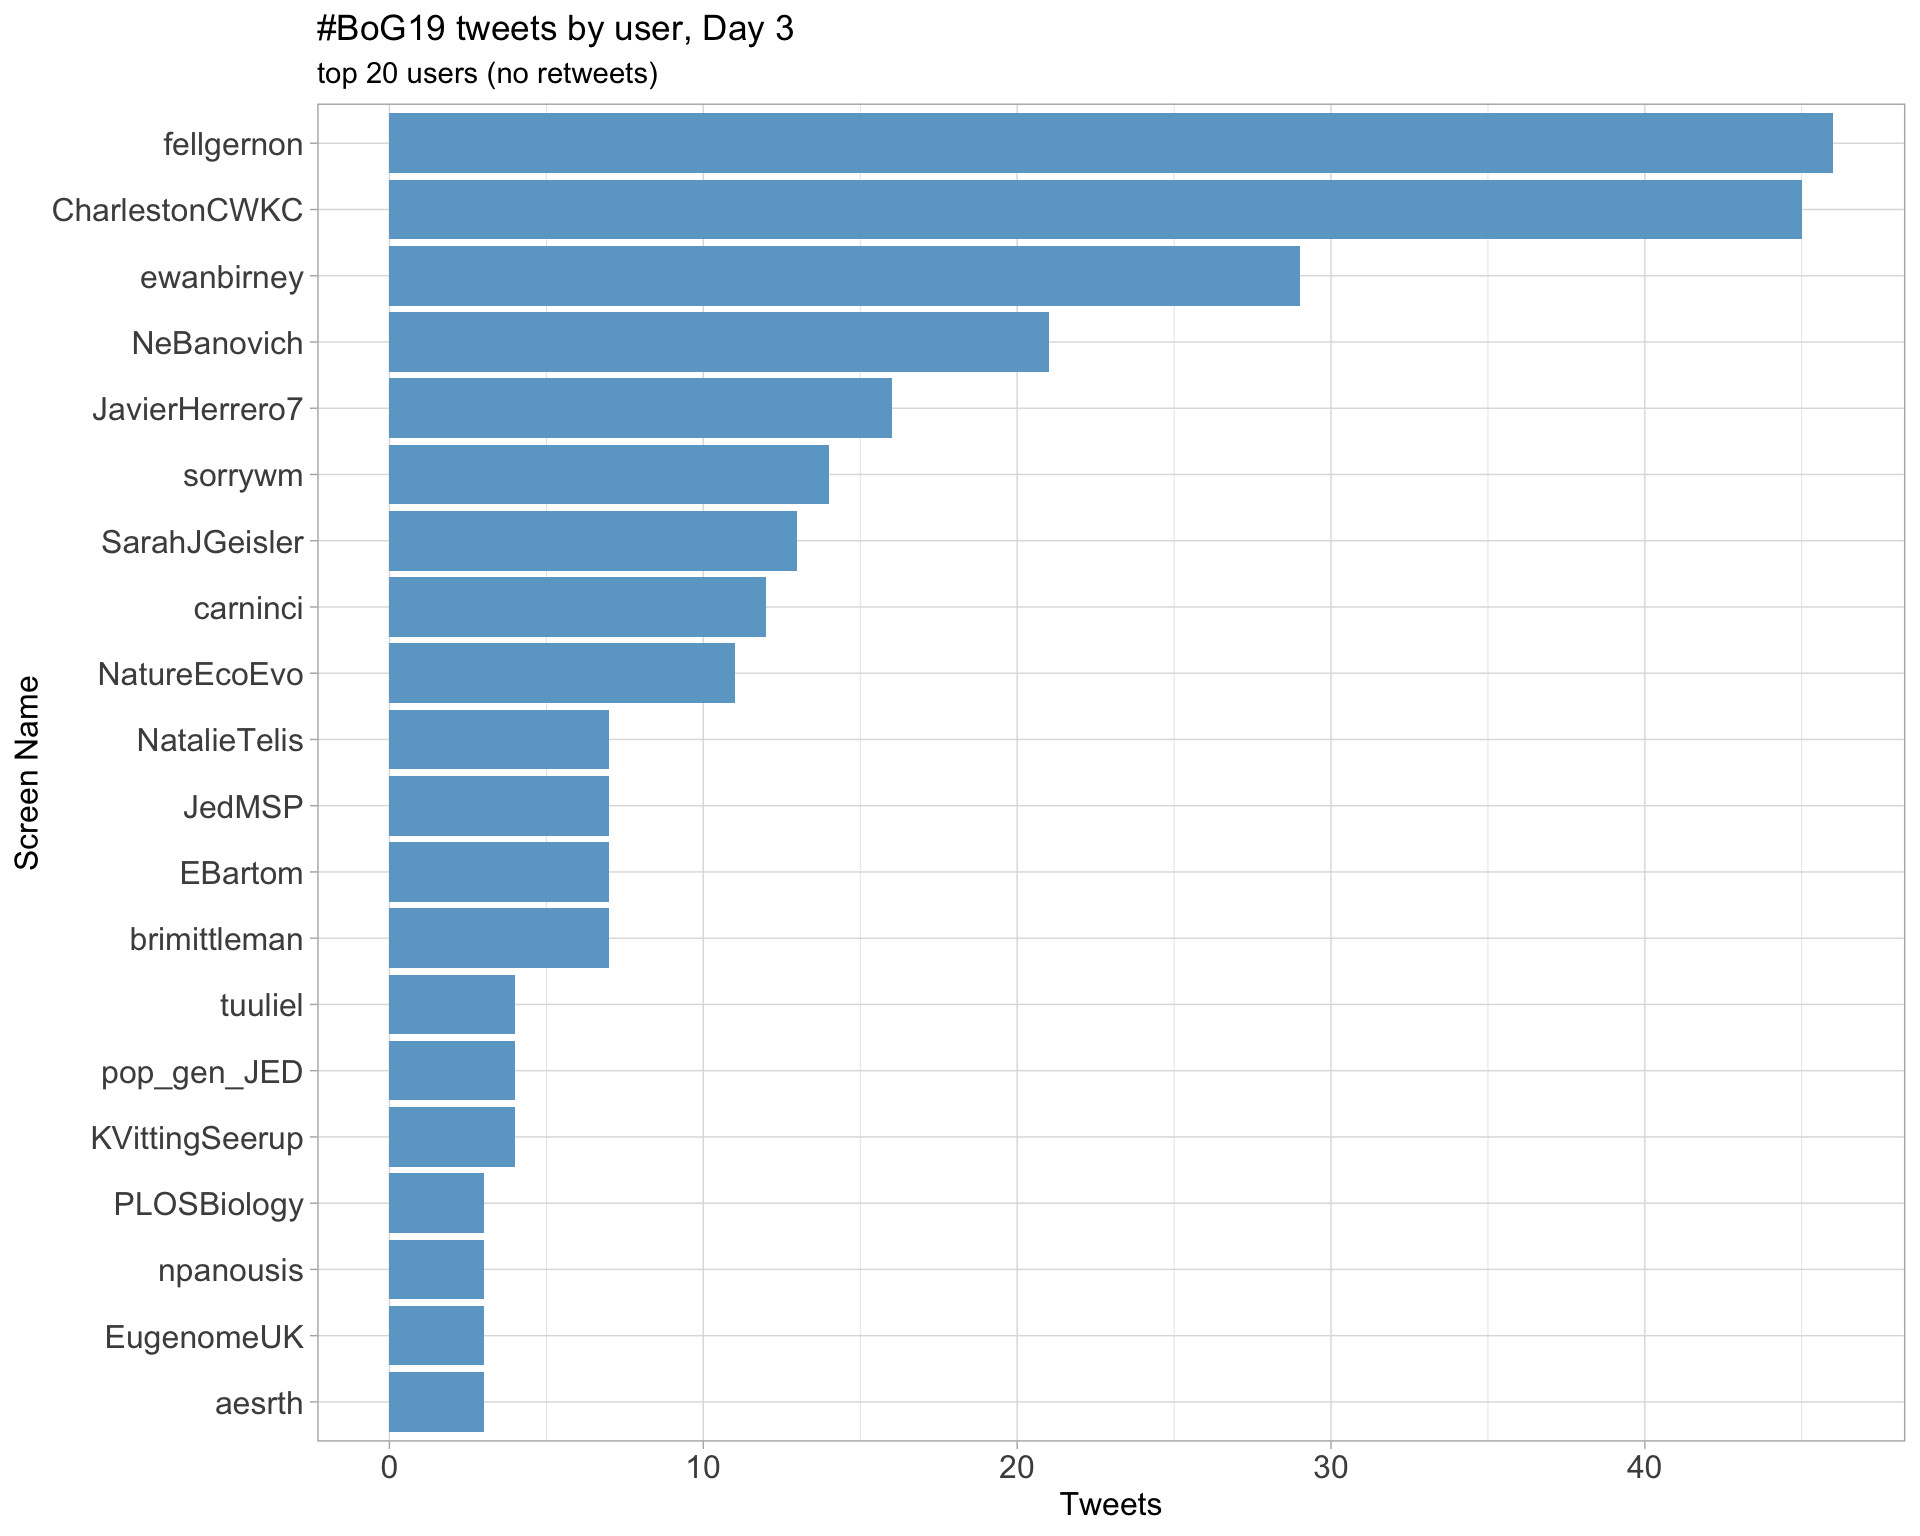 #BoG19 tweets by user, Day 3
top 20 users (no retweets)
fellgernon
CharlestonCWKC
ewanbirney
NeBanovich
JavierHerrero7
sorrywm
SarahJGeisler
carninci
NatureEcoEvo
NatalieTelis
JedMSP
EBartom
brimittleman
tuuliel
pop_gen_JED
KVittingSeerup
PLOSBiology
npanousis
EugenomeUK
aesrth
Screen Name
0 10 20 30 40
Tweets